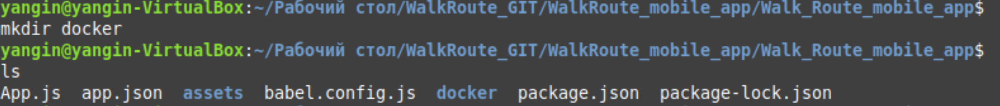 yangin@yangin-VirtualBox:~/Рабочий стол/WalkRoute_GIT/WalkRoute_mobile_app/Walk_Route_mobile_app$
mkdir docker
yangin@yangin-VirtualBox:~/Рабочий стол/WalkRoute_GIT/WalkRoute_mobile_app/Walk_Route_mobile_app$
ls
App.js  app.json  assets  babel.config.js  docker  package.json  package-lock.json